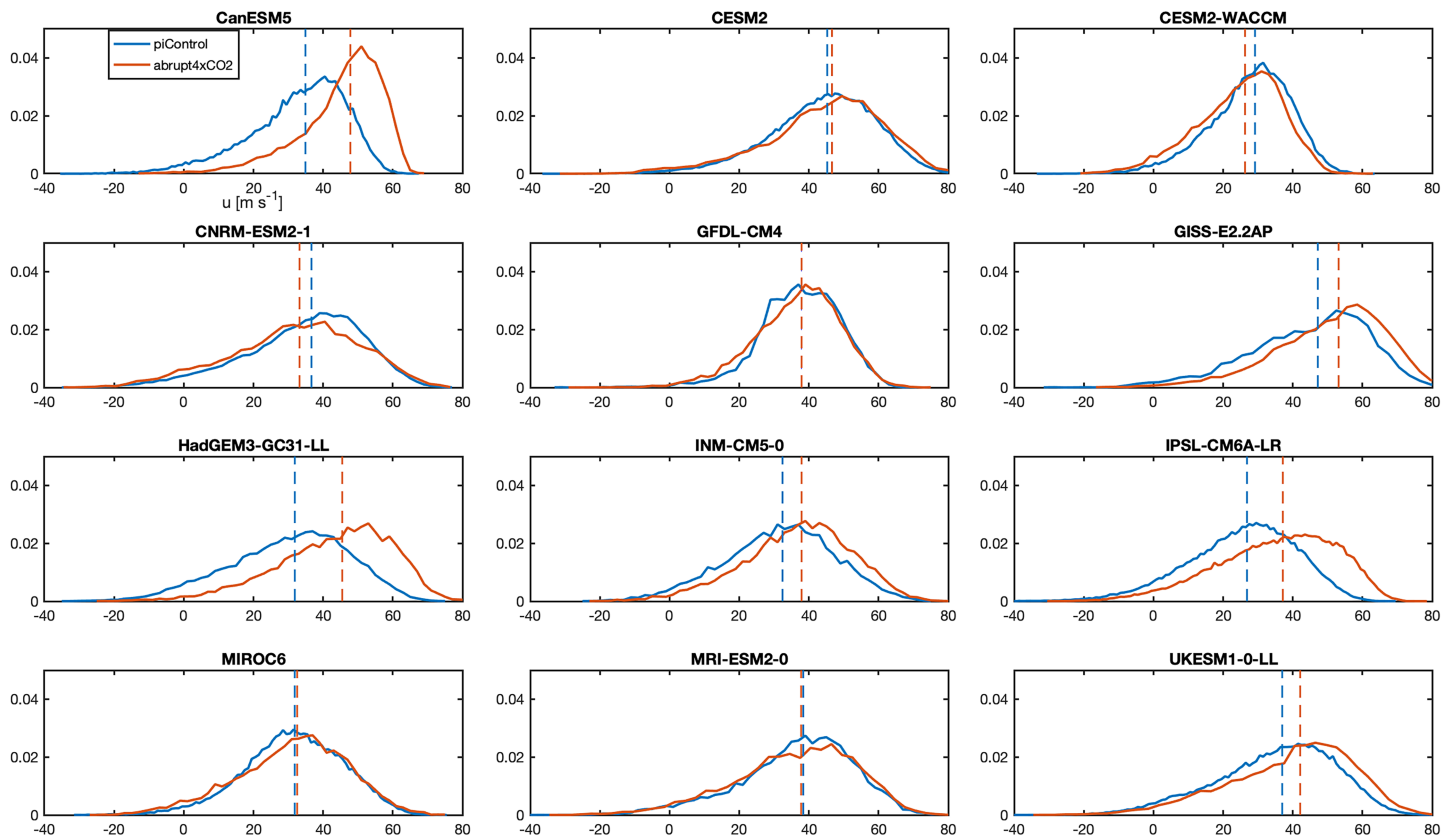 CanESM5 CESM2 CESM2-WACCM
piControl
abrupt4xCO2
0.04 0.04 0.04
0.02 0.02 0.02
0 0 0
-40 -20 0 20 40 60 80 -40 -20 0 20 40 60 80 -40 -20 0 20 40 60 80
u [m s⁻¹]
CNRM-ESM2-1 GFDL-CM4 GISS-E2.2AP
0.04 0.04 0.04
0.02 0.02 0.02
0 0 0
-40 -20 0 20 40 60 80 -40 -20 0 20 40 60 80 -40 -20 0 20 40 60 80
HadGEM3-GC31-LL INM-CM5-0 IPSL-CM6A-LR
0.04 0.04 0.04
0.02 0.02 0.02
0 0 0
-40 -20 0 20 40 60 80 -40 -20 0 20 40 60 80 -40 -20 0 20 40 60 80
MIROC6 MRI-ESM2-0 UKESM1-0-LL
0.04 0.04 0.04
0.02 0.02 0.02
0 0 0
-40 -20 0 20 40 60 80 -40 -20 0 20 40 60 80 -40 -20 0 20 40 60 80